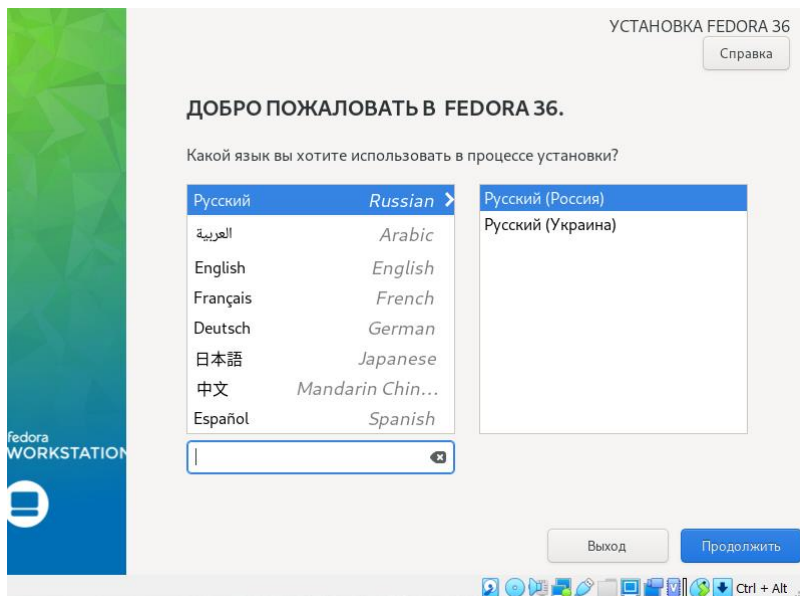 УСТАНОВКА FEDORA 36
Справка
ДОБРО ПОЖАЛОВАТЬ В FEDORA 36.
Какой язык вы хотите использовать в процессе установки?
Русский Russian
العربية Arabic
English English
Français French
Deutsch German
日本語 Japanese
中文 Mandarin Chin...
Español Spanish
Русский (Россия)
Русский (Украина)
fedora
WORKSTATION
Выход
Продолжить
Ctrl + Alt